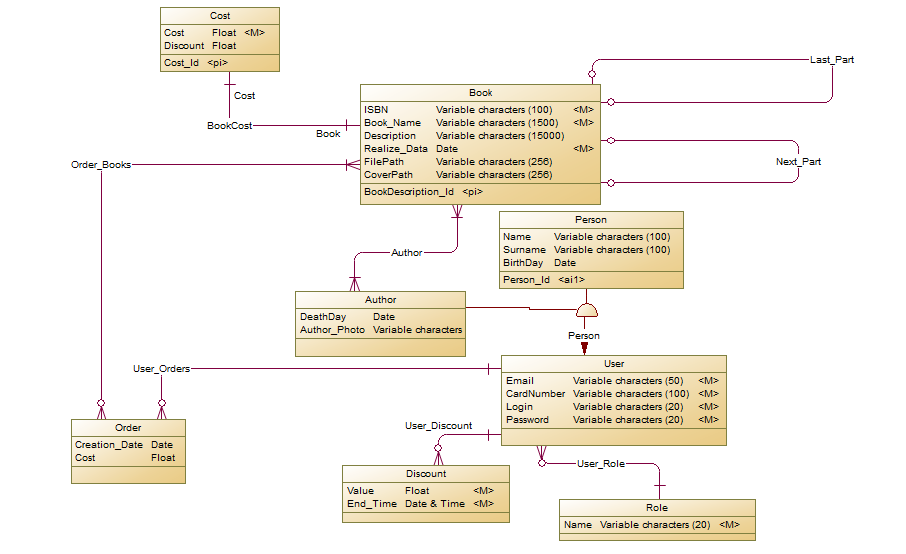 Cost
Cost Float <M>
Discount Float
Cost_Id <pi>
Cost
BookCost
Book
Last_Part
Book
ISBN Variable characters (100) <M>
Book_Name Variable characters (1500) <M>
Description Variable characters (15000)
Realize_Data Date <M>
FilePath Variable characters (256)
CoverPath Variable characters (256)
BookDescription_Id <pi>
Next_Part
Order_Books
Person
Name Variable characters (100)
Surname Variable characters (100)
BirthDay Date
Person_Id <ai1>
Author
Author
DeathDay Date
Author_Photo Variable characters
Person
User_Orders
User
Email Variable characters (50) <M>
CardNumber Variable characters (100) <M>
Login Variable characters (20) <M>
Password Variable characters (20) <M>
Order
Creation_Date Date
Cost Float
User_Discount
Discount
Value Float <M>
End_Time Date & Time <M>
User_Role
Role
Name Variable characters (20) <M>